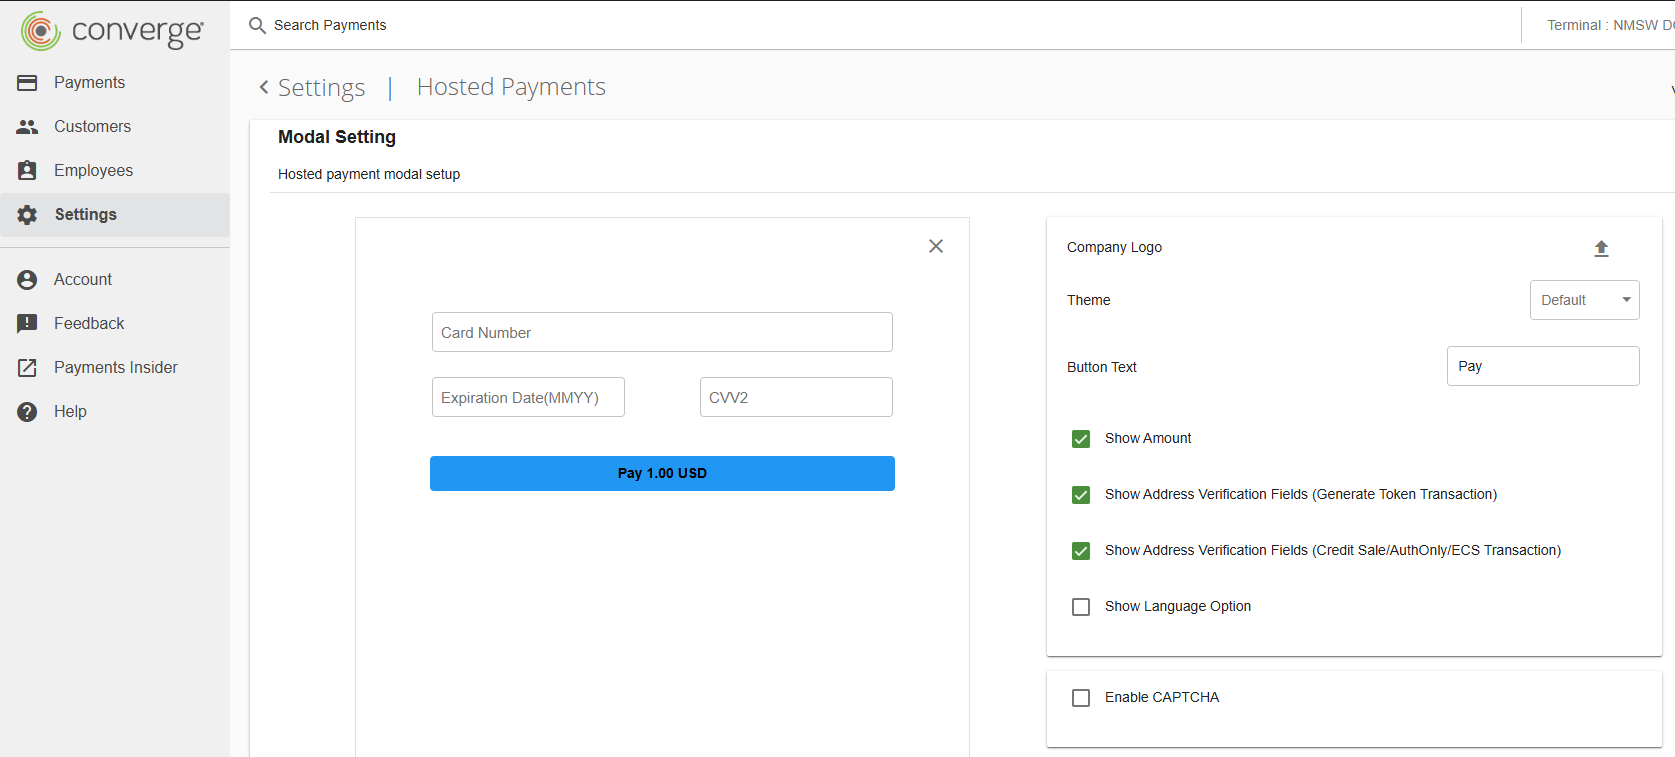 converge
Search Payments
Terminal : NMSW
Payments
Customers
Employees
Settings
Account
Feedback
Payments Insider
Help
Settings | Hosted Payments
Modal Setting
Hosted payment modal setup
Card Number
Expiration Date(MMYY)
CVV2
Pay 1.00 USD
Company Logo
Theme
Default
Button Text
Pay
Show Amount
Show Address Verification Fields (Generate Token Transaction)
Show Address Verification Fields (Credit Sale/AuthOnly/ECS Transaction)
Show Language Option
Enable CAPTCHA